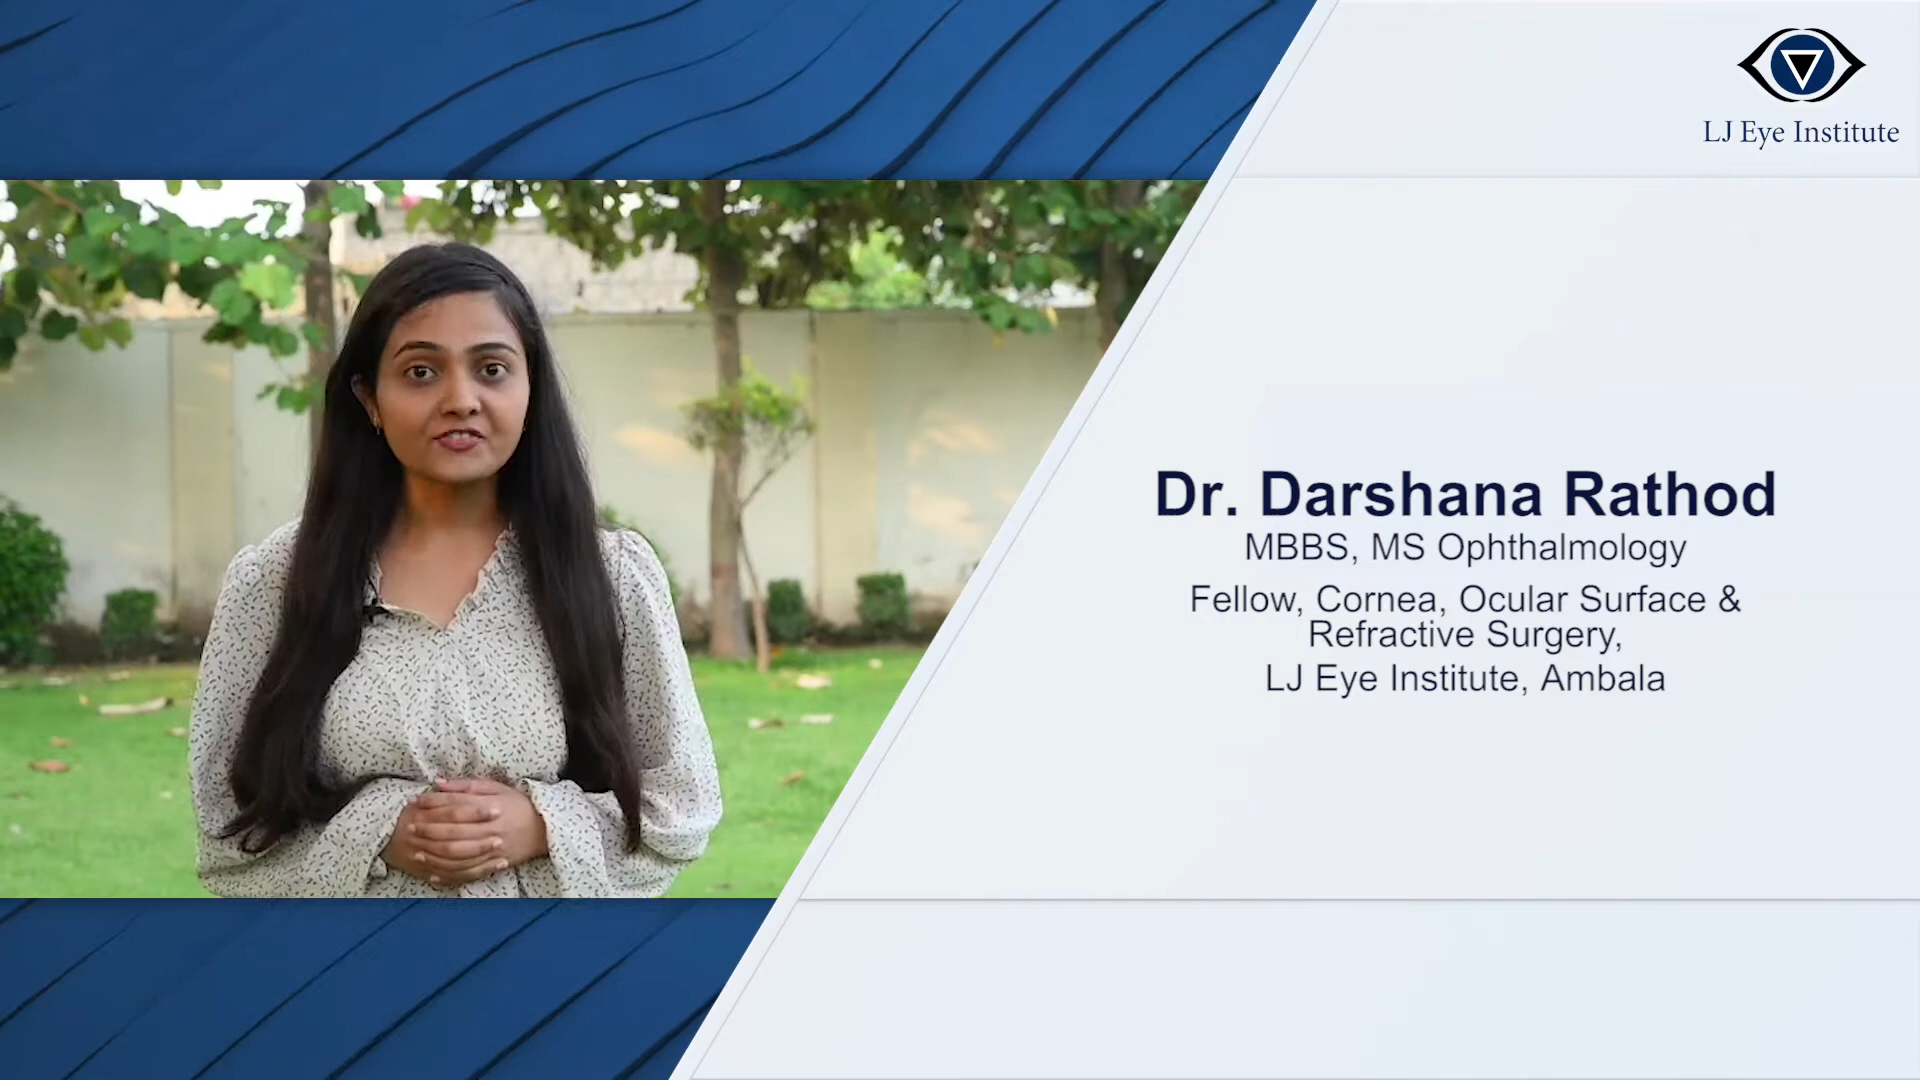 LJ Eye Institute
Dr. Darshana Rathod
MBBS, MS Ophthalmology
Fellow, Cornea, Ocular Surface &
Refractive Surgery,
LJ Eye Institute, Ambala